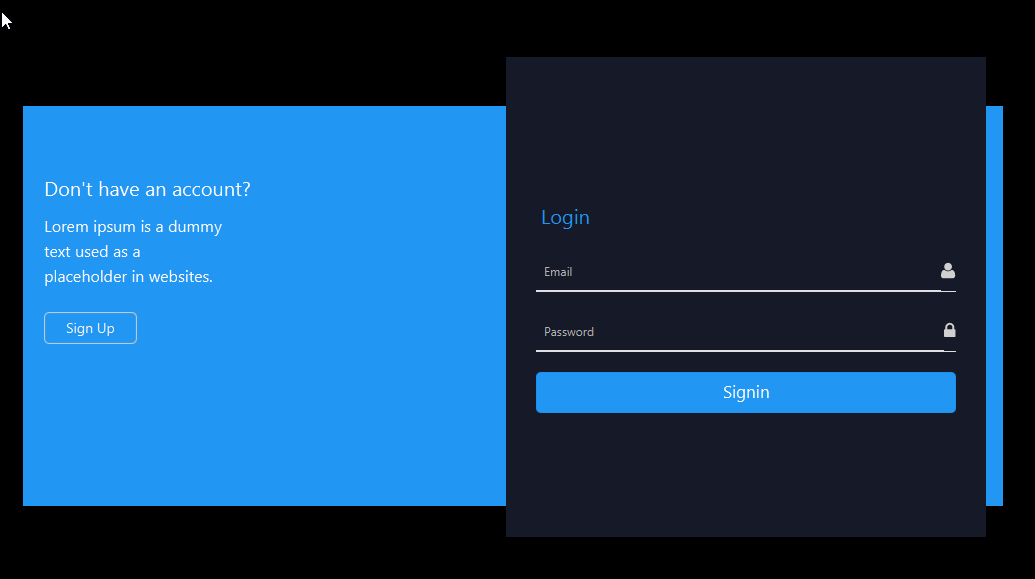 Don't have an account?
Lorem ipsum is a dummy
text used as a
placeholder in websites.
Sign Up
Login
Email
Password
Signin